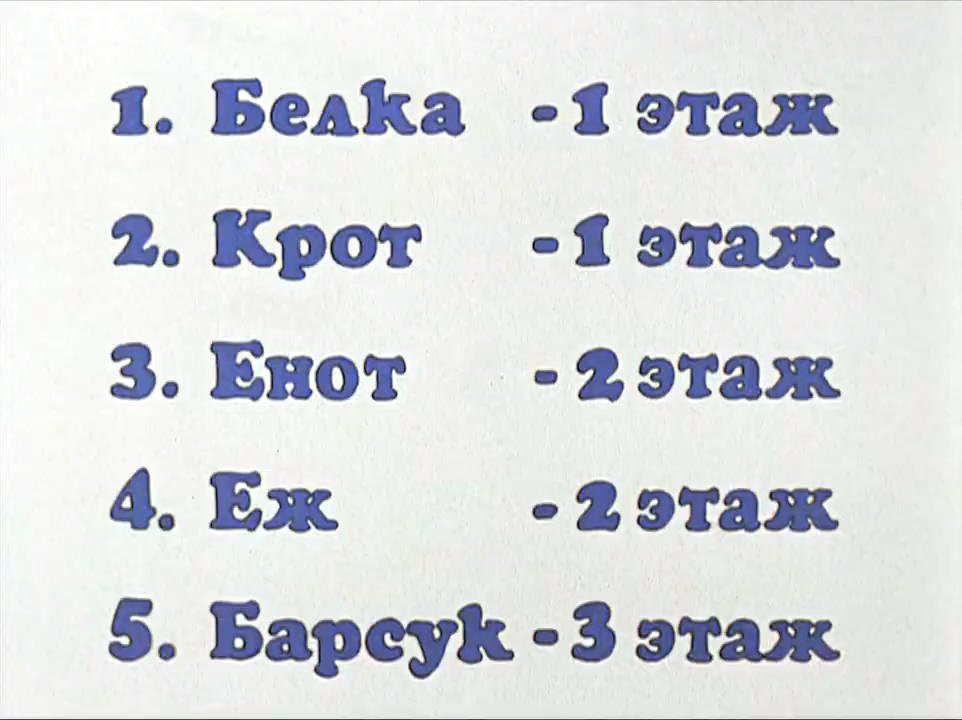 1. Белка - 1 этаж
2. Крот - 1 этаж
3. Енот - 2 этаж
4. Еж - 2 этаж
5. Барсук - 3 этаж